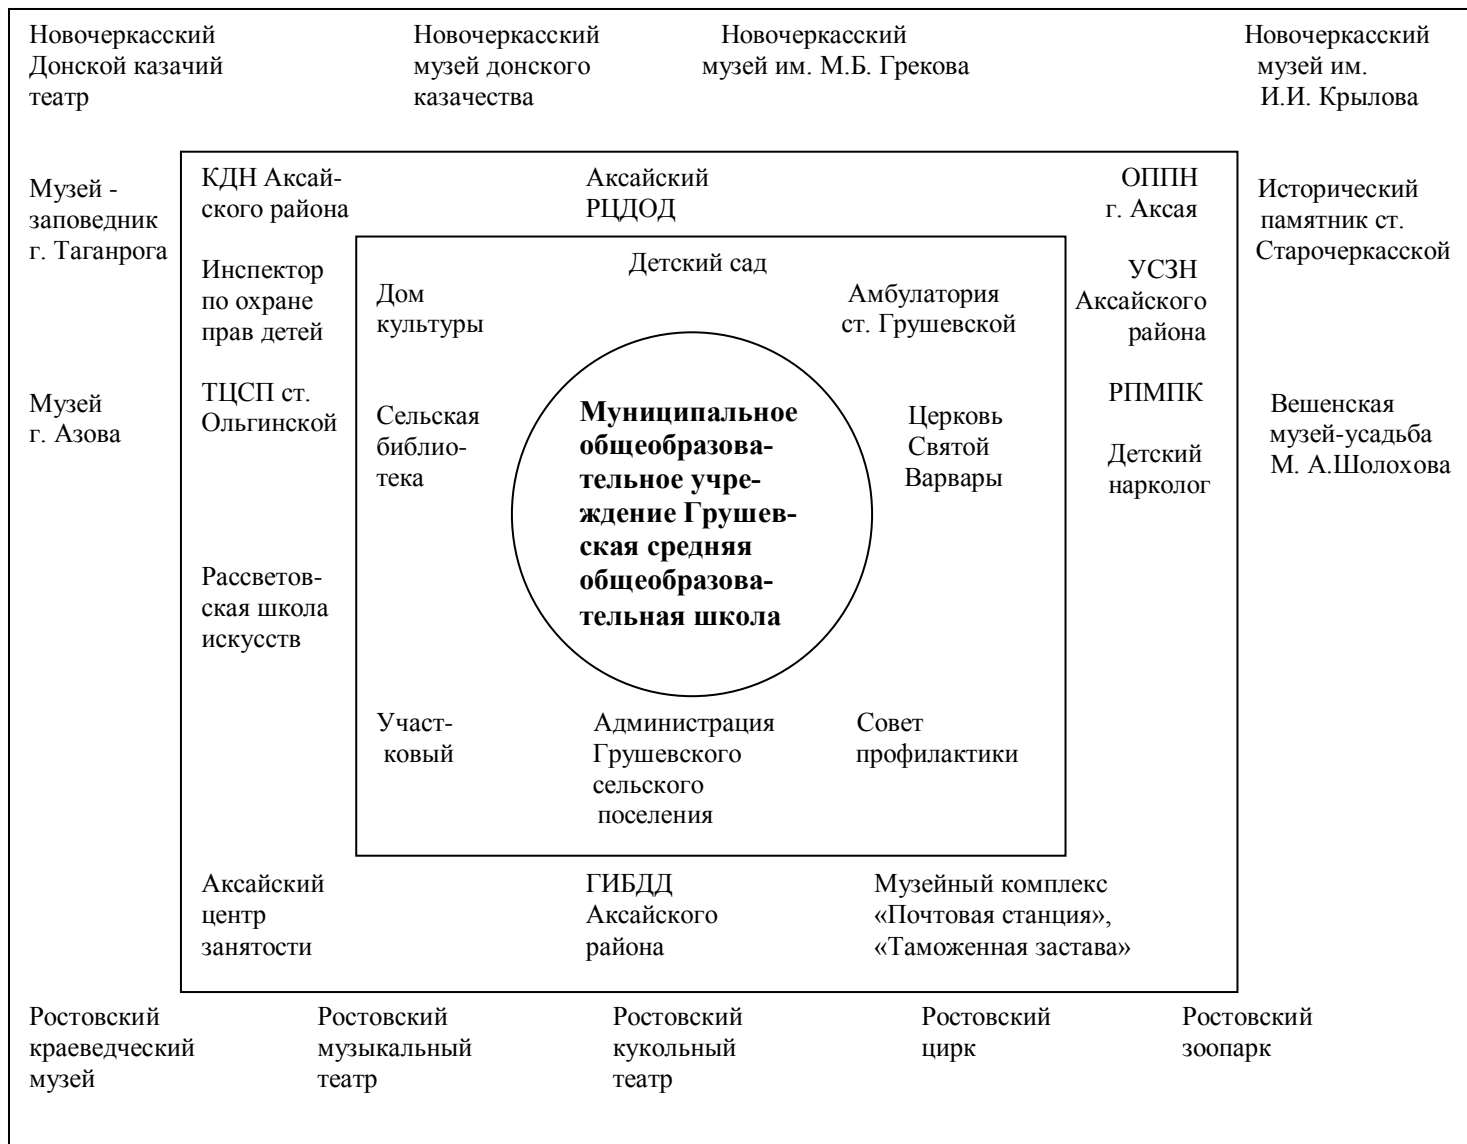 Новочеркасский
Донской казачий
театр
Новочеркасский
музей донского
казачества
Новочеркасский
музей им. М.Б. Грекова
Новочеркасский
музей им.
И.И. Крылова
Музей -
заповедник
г. Таганрога
Музей
г. Азова
КДН Аксай-
ского района
Аксайский
РЦДОД
ОППН
г. Аксая
Инспектор
по охране
прав детей
ТЦСП ст.
Ольгинской
Рассветов-
ская школа
искусств
Детский сад
Дом
культуры
Амбулатория
ст. Грушевской
Сельская
библио-
тека
Муниципальное
общеобразова-
тельное учре-
ждение Грушев-
ская средняя
общеобразова-
тельная школа
Церковь
Святой
Варвары
Участ-
ковый
Администрация
Грушевского
сельского
поселения
Совет
профилактики
УСЗН
Аксайского
района
РПМПК
Детский
нарколог
Исторический
памятник ст.
Старочеркасской
Вешенская
музей-усадьба
М. А.Шолохова
Аксайский
центр
занятости
ГИБДД
Аксайского
района
Музейный комплекс
«Почтовая станция»,
«Таможенная застава»
Ростовский
краеведческий
музей
Ростовский
музыкальный
театр
Ростовский
кукольный
театр
Ростовский
цирк
Ростовский
зоопарк